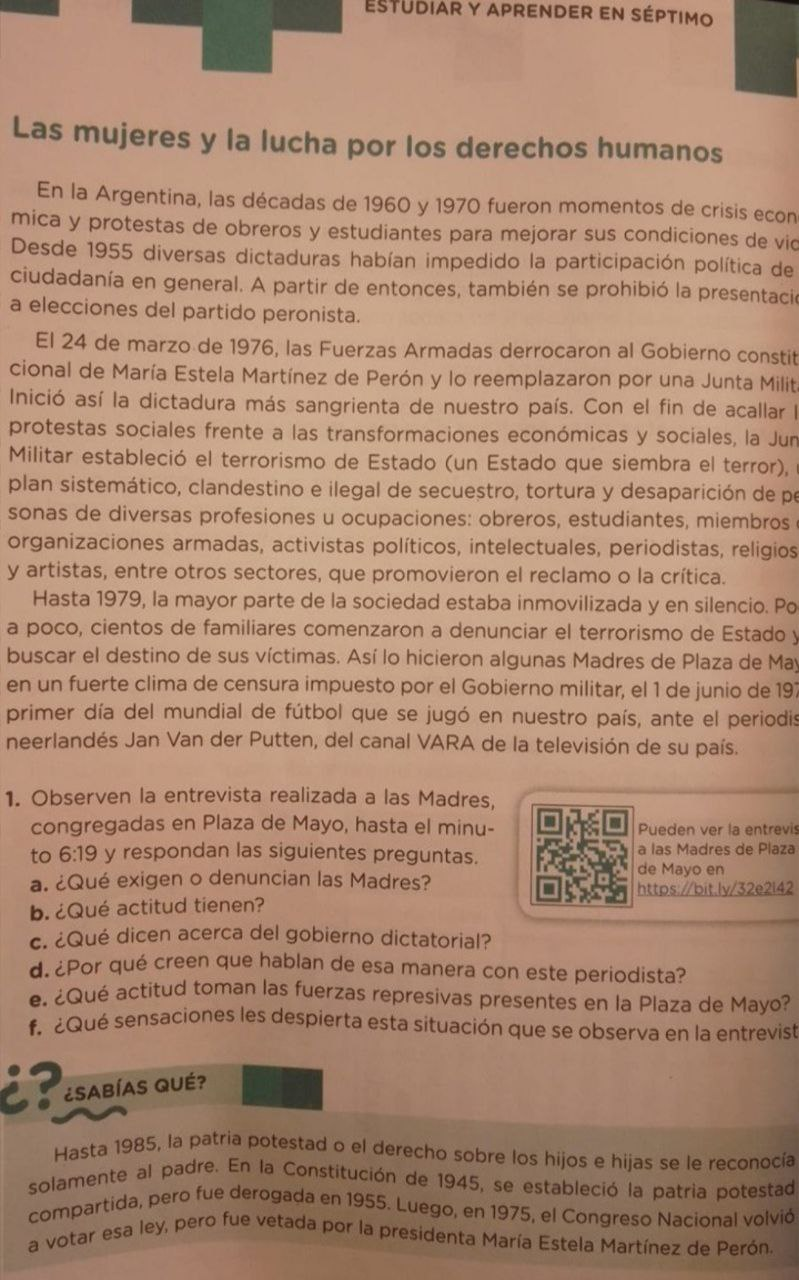 ESTUDIAR Y APRENDER EN SÉPTIMO
Las mujeres y la lucha por los derechos humanos
En la Argentina, las décadas de 1960 y 1970 fueron momentos de crisis econ
mica y protestas de obreros y estudiantes para mejorar sus condiciones de vid
Desde 1955 diversas dictaduras habían impedido la participación política de
ciudadanía en general. A partir de entonces, también se prohibió la presentaci
a elecciones del partido peronista.
El 24 de marzo de 1976, las Fuerzas Armadas derrocaron al Gobierno constit
cional de María Estela Martínez de Perón y lo reemplazaron por una Junta Milit
Inició así la dictadura más sangrienta de nuestro país. Con el fin de acallar l
protestas sociales frente a las transformaciones económicas y sociales, la Jun
Militar estableció el terrorismo de Estado (un Estado que siembra el terror),
plan sistemático, clandestino e ilegal de secuestro, tortura y desaparición de pe
sonas de diversas profesiones u ocupaciones: obreros, estudiantes, miembros
organizaciones armadas, activistas políticos, intelectuales, periodistas, religios
y artistas, entre otros sectores, que promovieron el reclamo o la crítica.
Hasta 1979, la mayor parte de la sociedad estaba inmovilizada y en silencio. Po
a poco, cientos de familiares comenzaron a denunciar el terrorismo de Estado y
buscar el destino de sus víctimas. Así lo hicieron algunas Madres de Plaza de May
en un fuerte clima de censura impuesto por el Gobierno militar, el 1 de junio de 197
primer día del mundial de fútbol que se jugó en nuestro país, ante el periodis
neerlandés Jan Van der Putten, del canal VARA de la televisión de su país.
1. Observen la entrevista realizada a las Madres,
congregadas en Plaza de Mayo, hasta el minu-
to 6:19 y respondan las siguientes preguntas.
a. ¿Qué exigen o denuncian las Madres?
b. ¿Qué actitud tienen?
c. ¿Qué dicen acerca del gobierno dictatorial?
d. ¿Por qué creen que hablan de esa manera con este periodista?
e. ¿Qué actitud toman las fuerzas represivas presentes en la Plaza de Mayo?
f. ¿Qué sensaciones les despierta esta situación que se observa en la entrevist
Pueden ver la entrevis
a las Madres de Plaza
de Mayo en
https://bit.ly/32e2l42
¿? ¿SABÍAS QUÉ?
Hasta 1985, la patria potestad o el derecho sobre los hijos e hijas se le reconocía
solamente al padre. En la Constitución de 1945, se estableció la patria potestad
compartida, pero fue derogada en 1955. Luego, en 1975, el Congreso Nacional volvió
a votar esa ley, pero fue vetada por la presidenta María Estela Martínez de Perón.